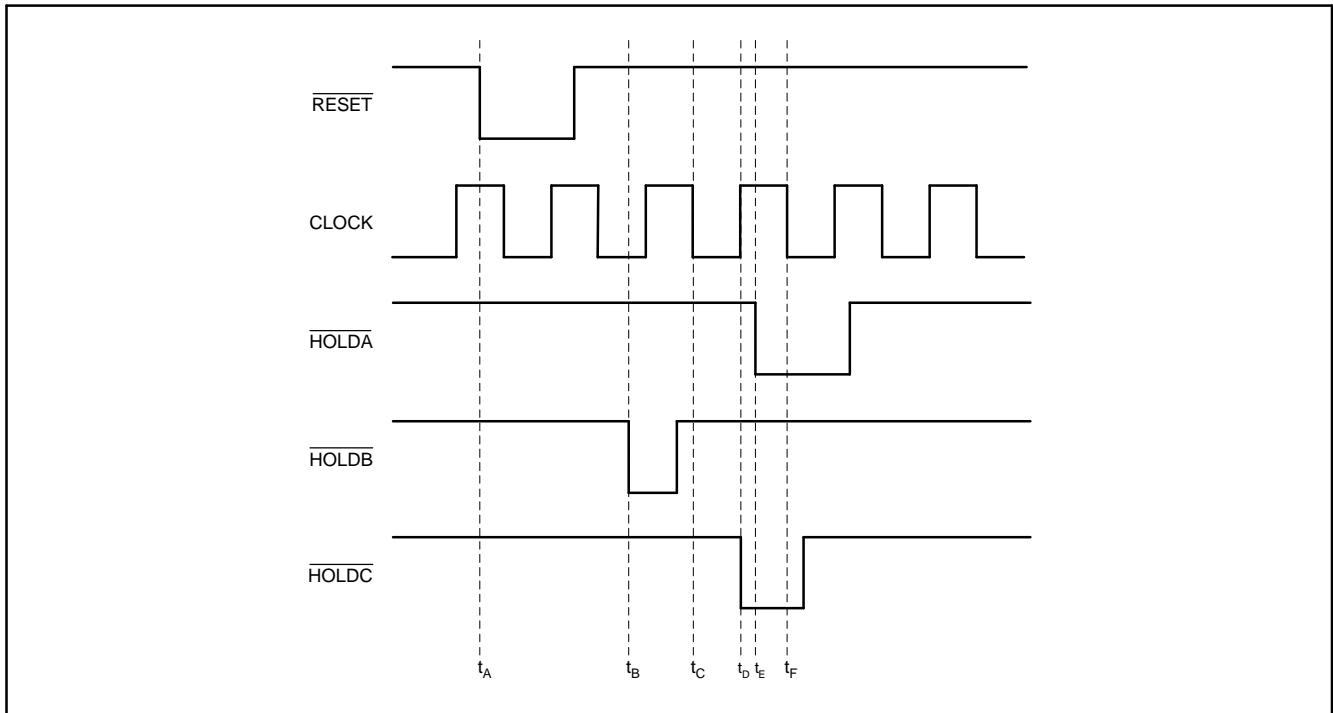 RESET
CLOCK
HOLDA
HOLDB
HOLDC
tA tB tC tD tE tF